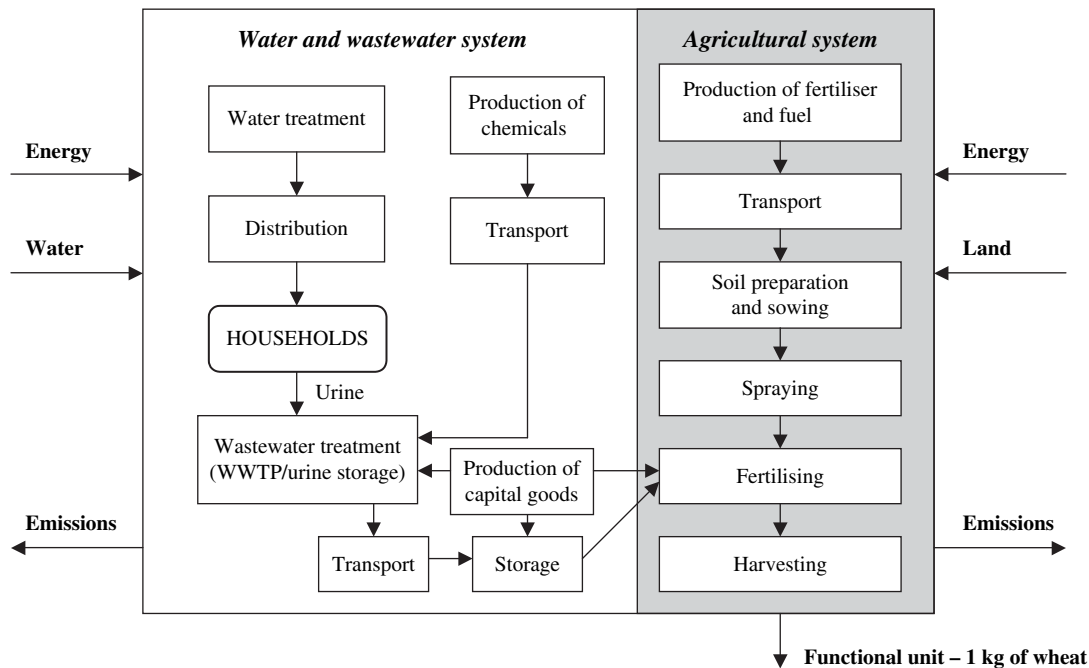 Water and wastewater system
Agricultural system
Water treatment
Production of
chemicals
Production of fertiliser
and fuel
Energy
Energy
Distribution
Transport
Transport
Water
Land
Soil preparation
and sowing
HOUSEHOLDS
Urine
Spraying
Wastewater treatment
(WWTP/urine storage)
Production of
capital goods
Fertilising
Emissions
Emissions
Transport
Storage
Harvesting
Functional unit – 1 kg of wheat